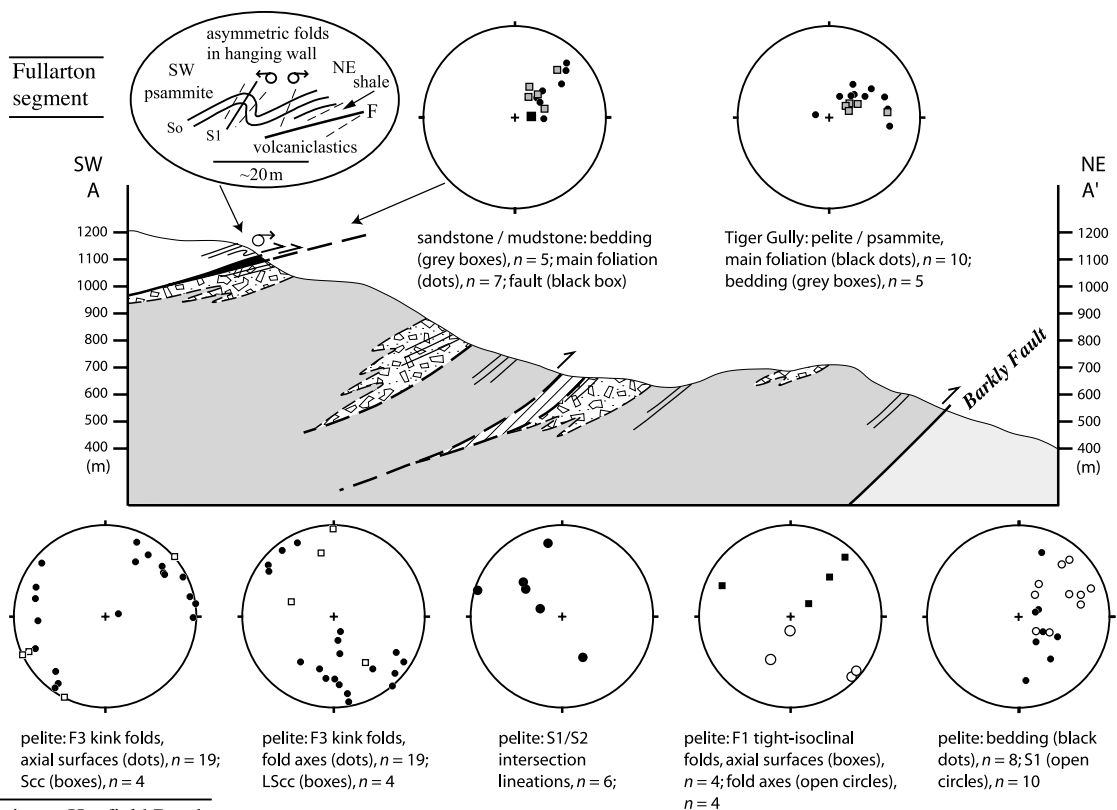 Fullarton
segment
asymmetric folds
in hanging wall
SW
NE
psammite
shale
So
S1
F
volcaniclastics
~20 m
SW
A
NE
A'
1200
1100
1000
900
800
700
600
500
400
(m)
1200
1100
1000
900
800
700
600
500
400
(m)
sandstone / mudstone: bedding
(grey boxes), n = 5; main foliation
(dots), n = 7; fault (black box)
Tiger Gully: pelite / psammite,
main foliation (black dots), n = 10;
bedding (grey boxes), n = 5
Barkly Fault
pelite: F3 kink folds,
axial surfaces (dots), n = 19;
Scc (boxes), n = 4
pelite: F3 kink folds,
fold axes (dots), n = 19;
LScc (boxes), n = 4
pelite: S1/S2
intersection
lineations, n = 6;
pelite: F1 tight-isoclinal
folds, axial surfaces (boxes),
n = 4; fold axes (open circles),
n = 4
pelite: bedding (black
dots), n = 8; S1 (open
circles), n = 10